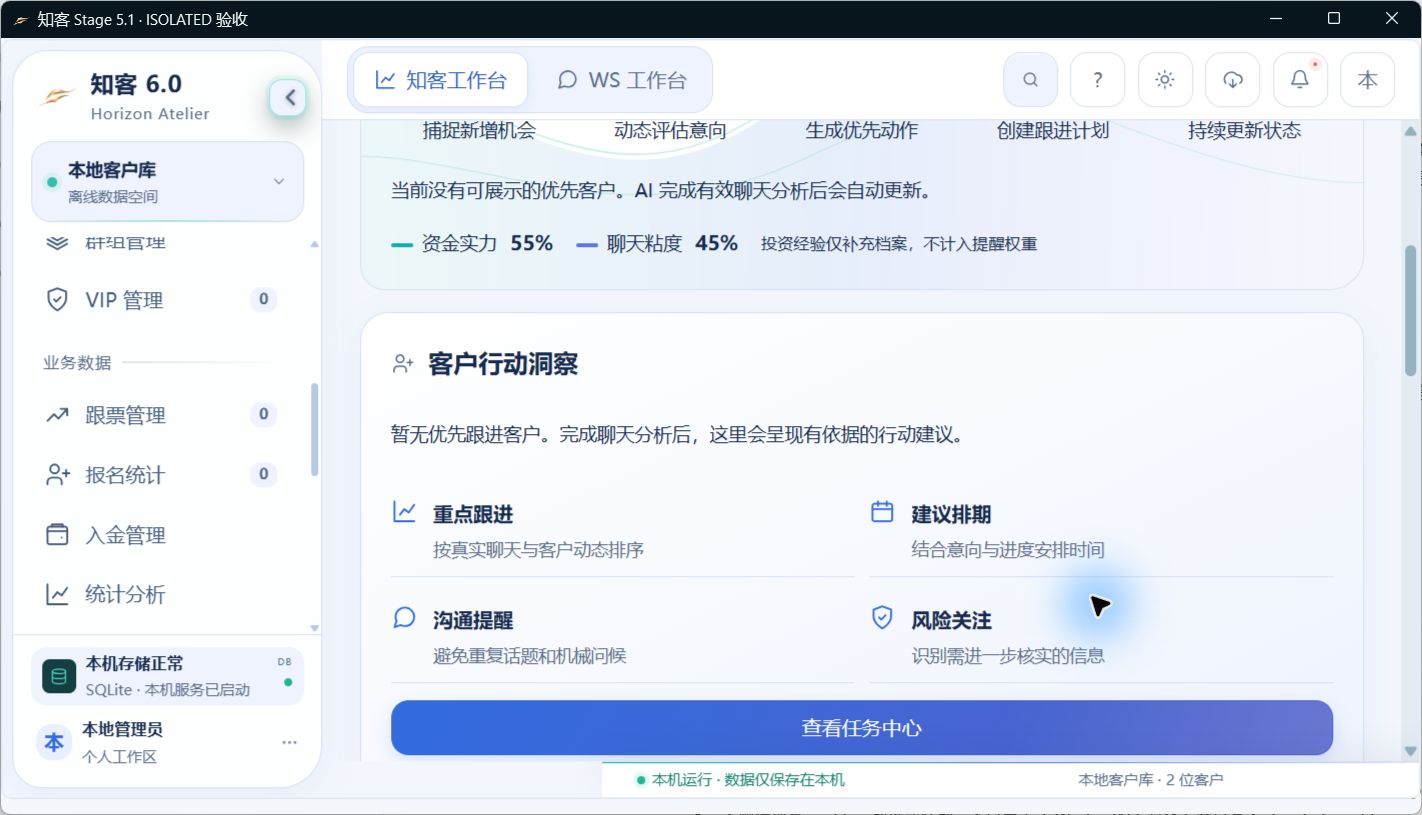 知客 Stage 5.1 · ISOLATED 验收
知客 6.0
Horizon Atelier
本地客户库
离线数据空间
群组管理
VIP 管理
0
业务数据
跟票管理
0
报名统计
0
入金管理
统计分析
本机存储正常
DB
SQLite · 本机服务已启动
本
本地管理员
个人工作区
知客工作台
WS 工作台
?
本
捕捉新增机会
动态评估意向
生成优先动作
创建跟进计划
持续更新状态
当前没有可展示的优先客户。AI 完成有效聊天分析后会自动更新。
资金实力 55% 聊天粘度 45% 投资经验仅补充档案，不计入提醒权重
客户行动洞察
暂无优先跟进客户。完成聊天分析后，这里会呈现有依据的行动建议。
重点跟进
按真实聊天与客户动态排序
建议排期
结合意向与进度安排时间
沟通提醒
避免重复话题和机械问候
风险关注
识别需进一步核实的信息
查看任务中心
本机运行 · 数据仅保存在本机
本地客户库 · 2 位客户